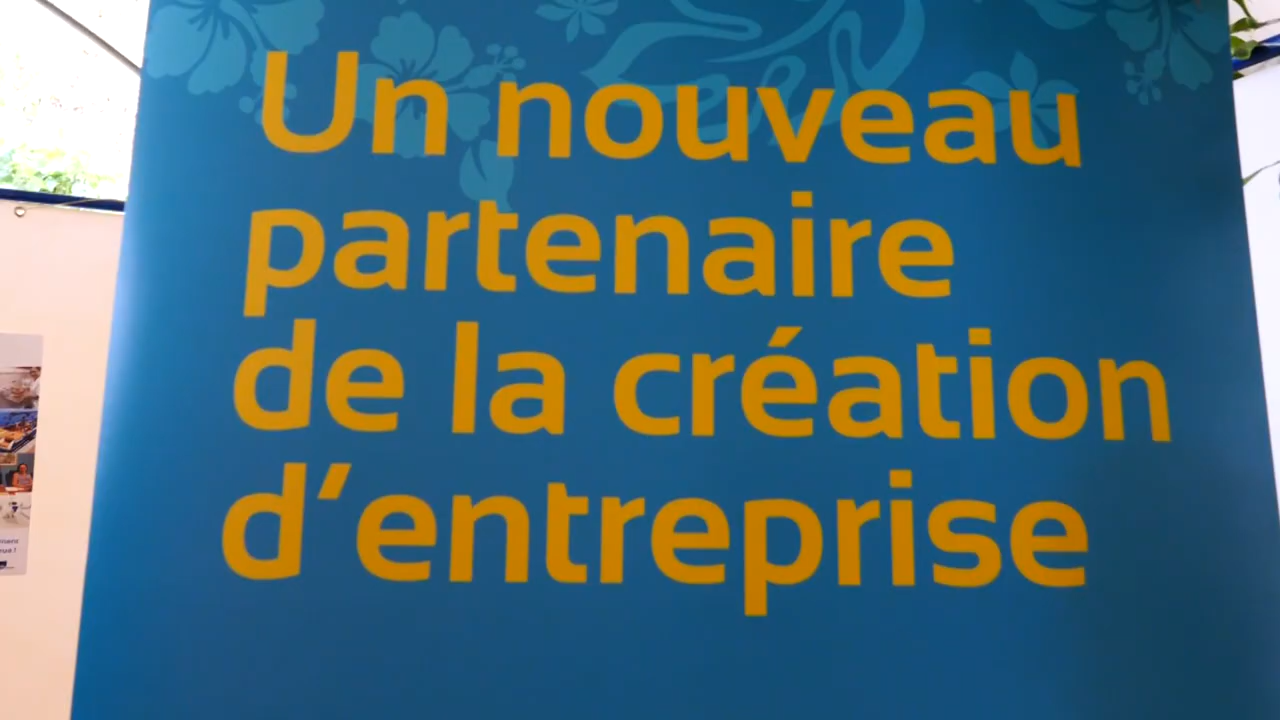 Un nouveau
partenaire
de la création
d'entreprise